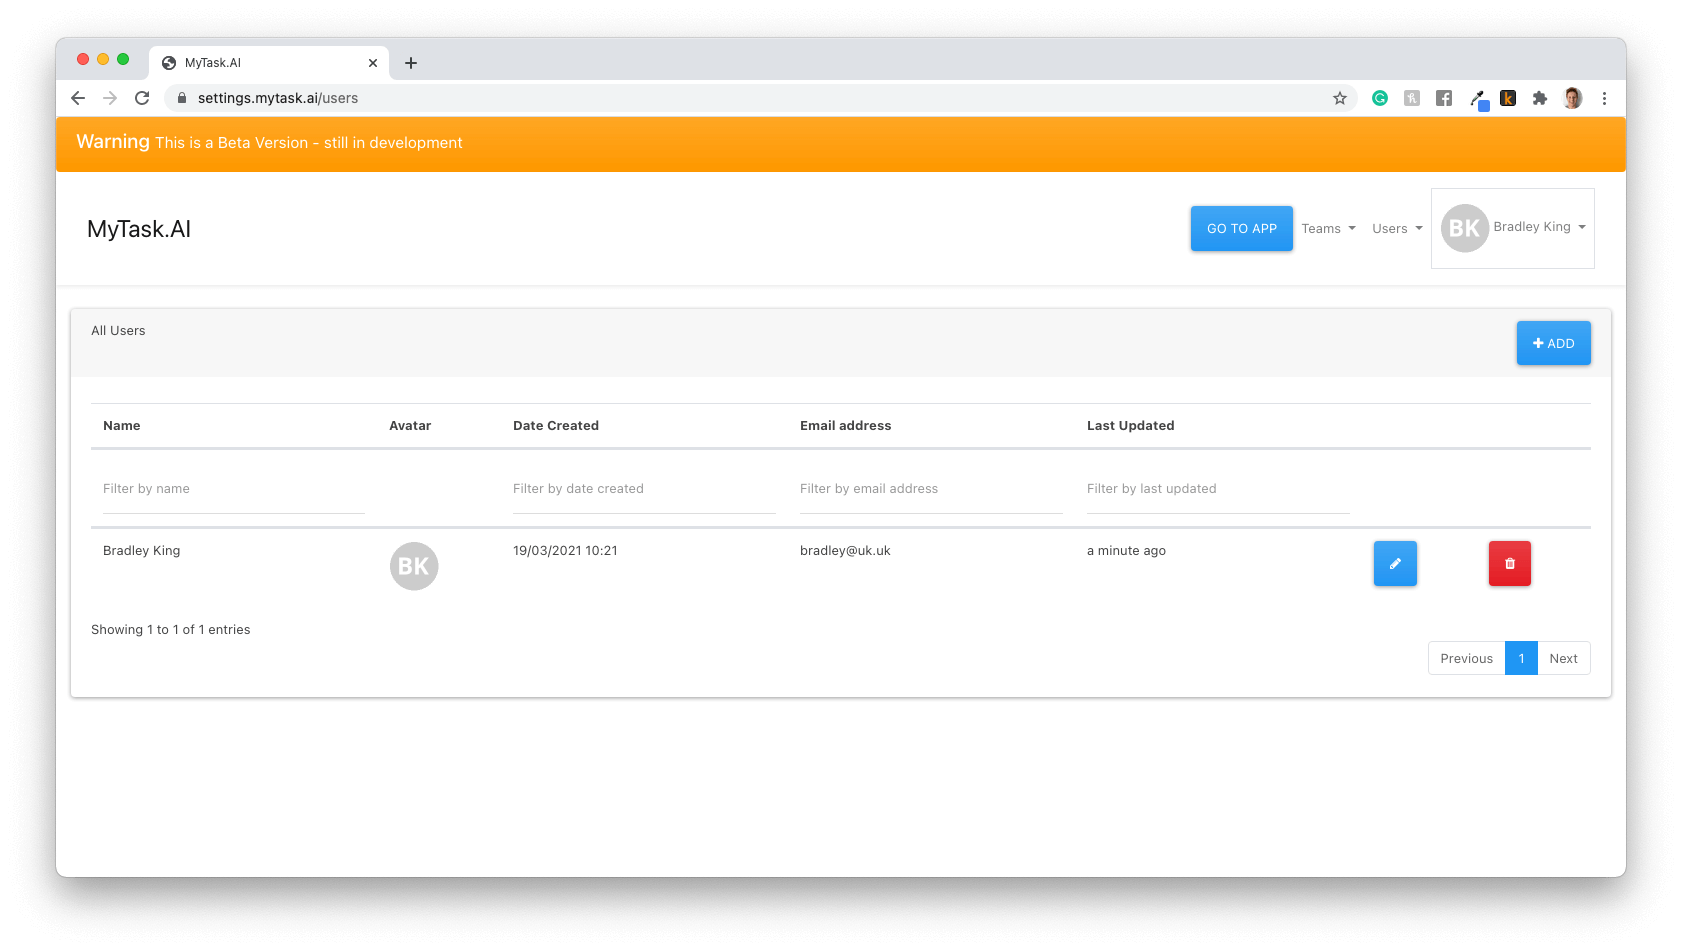 MyTask.AI
settings.mytask.ai/users
Warning This is a Beta Version - still in development
MyTask.AI
GO TO APP
Teams
Users
BK
Bradley King
All Users
ADD
Name Avatar Date Created Email address Last Updated
Filter by name Filter by date created Filter by email address Filter by last updated
Bradley King BK 19/03/2021 10:21 bradley@uk.uk a minute ago
Showing 1 to 1 of 1 entries
Previous 1 Next